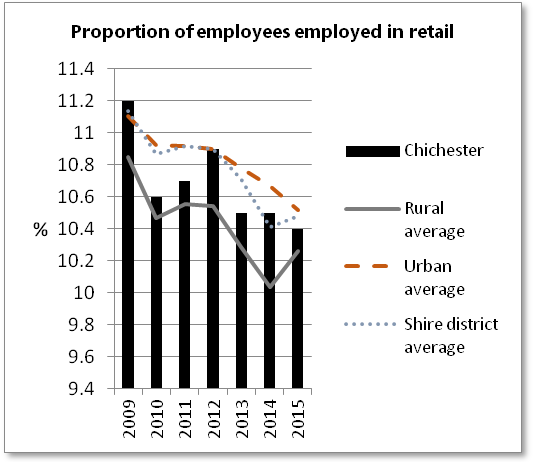 Proportion of employees employed in retail
11.4
11.2
11
10.8
10.6
10.4
10.2
10
9.8
9.6
9.4
%
2009
2010
2011
2012
2013
2014
2015
Chichester
Rural
average
Urban
average
Shire district
average